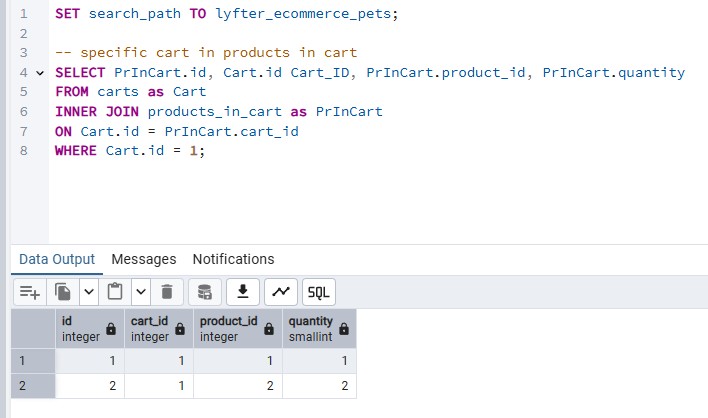 1 SET search_path TO lyfter_ecommerce_pets;
2
3 -- specific cart in products in cart
4 SELECT PrInCart.id, Cart.id Cart_ID, PrInCart.product_id, PrInCart.quantity
5 FROM carts as Cart
6 INNER JOIN products_in_cart as PrInCart
7 ON Cart.id = PrInCart.cart_id
8 WHERE Cart.id = 1;
Data Output Messages Notifications
SQL
id cart_id product_id quantity
integer integer integer smallint
1 1 1 1 1
2 2 1 2 2